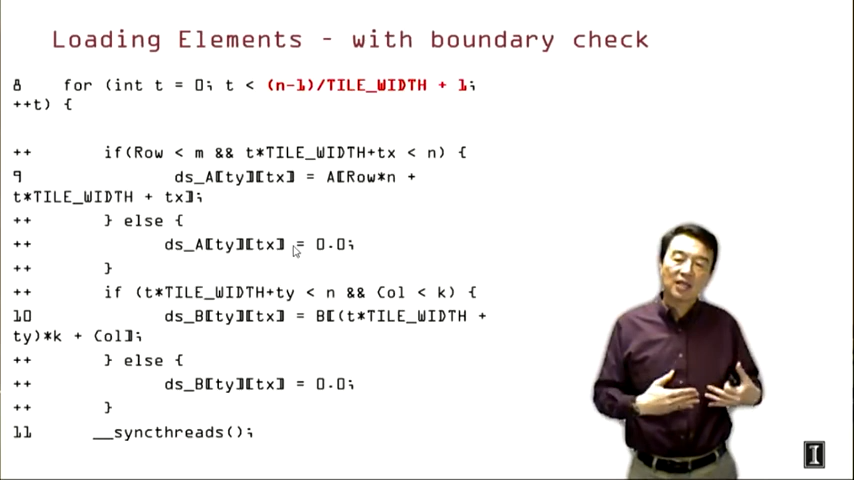 Loading Elements - with boundary check
8 for (int t = 0; t < (n-1)/TILE_WIDTH + 1;
++t) {
++ if(Row < m && t*TILE_WIDTH+tx < n) {
9 ds_A[ty][tx] = A[Row*n +
t*TILE_WIDTH + tx];
++ } else {
++ ds_A[ty][tx] = 0.0;
++ }
++ if (t*TILE_WIDTH+ty < n && Col < k) {
10 ds_B[ty][tx] = B[(t*TILE_WIDTH +
ty)*k + Col];
++ } else {
++ ds_B[ty][tx] = 0.0;
++ }
11 __syncthreads();
I